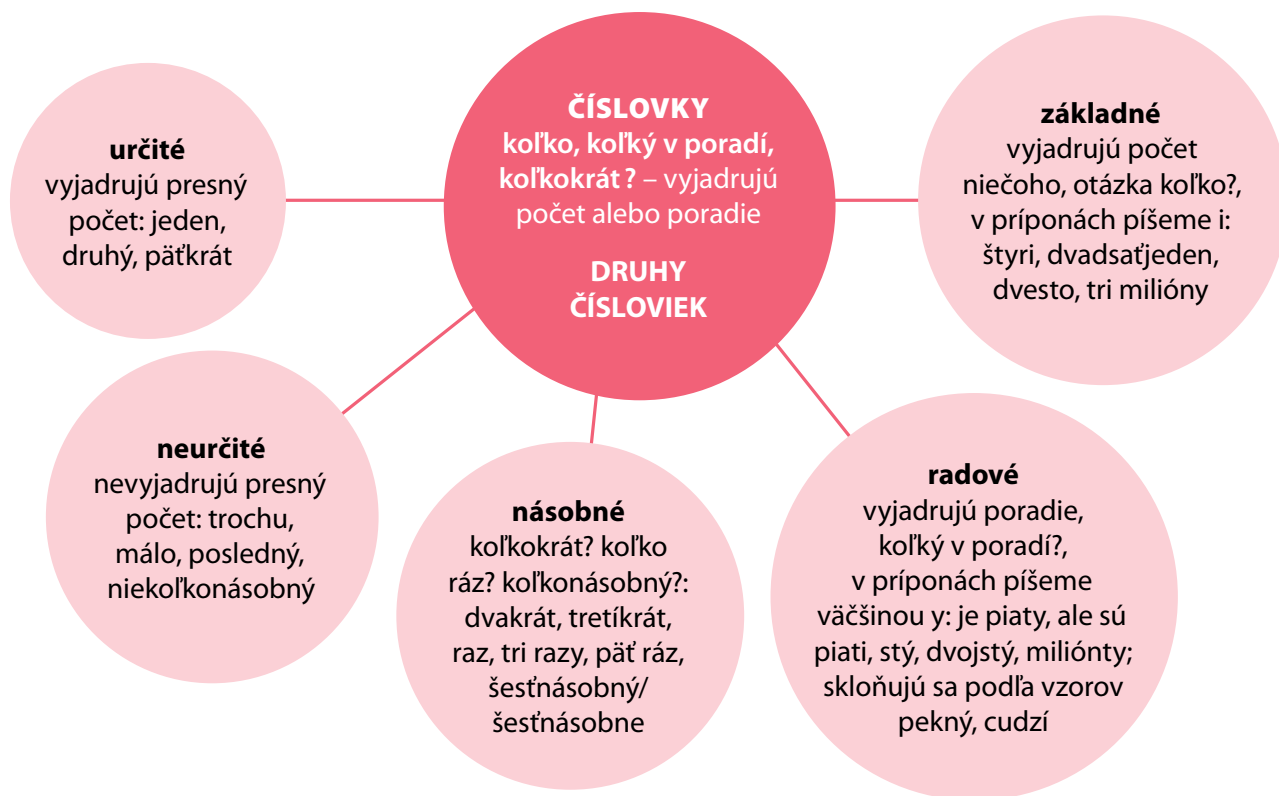 ČÍSLOVKY
koľko, koľký v poradí,
koľkokrát? – vyjadrujú
počet alebo poradie
DRUHY
ČÍSLOVIEK
určité
vyjadrujú presný
počet: jeden,
druhý, päťkrát
základné
vyjadrujú počet
niečoho, otázka koľko?,
v príponách píšeme i:
štyri, dvadsaťjeden,
dvesto, tri milióny
neurčité
nevyjadrujú presný
počet: trochu,
málo, posledný,
niekoľkonásobný
násobné
koľkokrát? koľko
ráz? koľkonásobný?:
dvakrát, tretíkrát,
raz, tri razy, päť ráz,
šesťnásobný/
šesťnásobne
radové
vyjadrujú poradie,
koľký v poradí?,
v príponách píšeme
väčšinou y: je piaty, ale sú
piati, stý, dvojstý, miliónty;
skloňujú sa podľa vzorov
pekný, cudzí